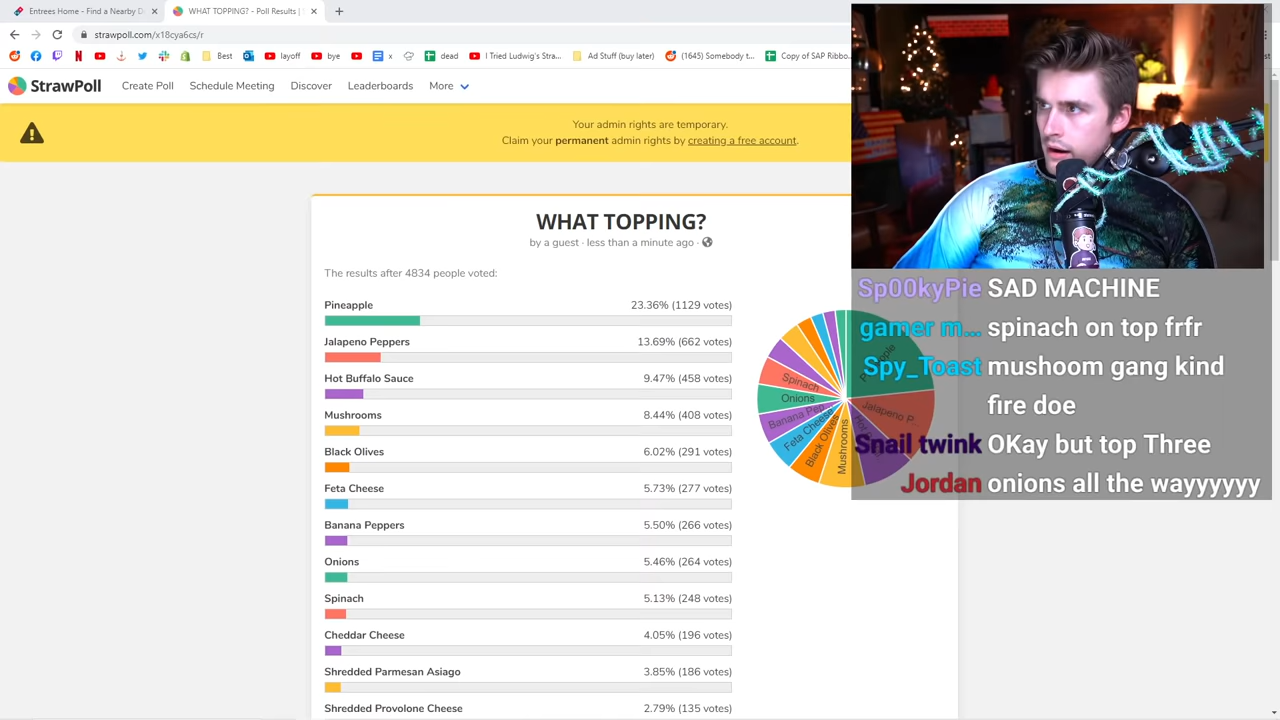 Entrees Home - Find a Nearby D
WHAT TOPPING? - Poll Results |
strawpoll.com/x18cya6cs/r
Best
layoff
bye
x
dead
I Tried Ludwig's Stra...
Ad Stuff (buy later)
(1645) Somebody t...
Copy of SAP Ribbo...
StrawPoll
Create Poll
Schedule Meeting
Discover
Leaderboards
More
Your admin rights are temporary.
Claim your permanent admin rights by creating a free account.
WHAT TOPPING?
by a guest · less than a minute ago ·
The results after 4834 people voted:
Pineapple 23.36% (1129 votes)
Jalapeno Peppers 13.69% (662 votes)
Hot Buffalo Sauce 9.47% (458 votes)
Mushrooms 8.44% (408 votes)
Black Olives 6.02% (291 votes)
Feta Cheese 5.73% (277 votes)
Banana Peppers 5.50% (266 votes)
Onions 5.46% (264 votes)
Spinach 5.13% (248 votes)
Cheddar Cheese 4.05% (196 votes)
Shredded Parmesan Asiago 3.85% (186 votes)
Shredded Provolone Cheese 2.79% (135 votes)
Spinach
Onions
Banana Pep...
Feta Cheese
Black Olives
Mushrooms
Jalapeno P...
Sp00kyPie SAD MACHINE
gamer m... spinach on top frfr
Spy_Toast mushoom gang kind
fire doe
Snail twink OKay but top Three
Jordan onions all the wayyyyyy